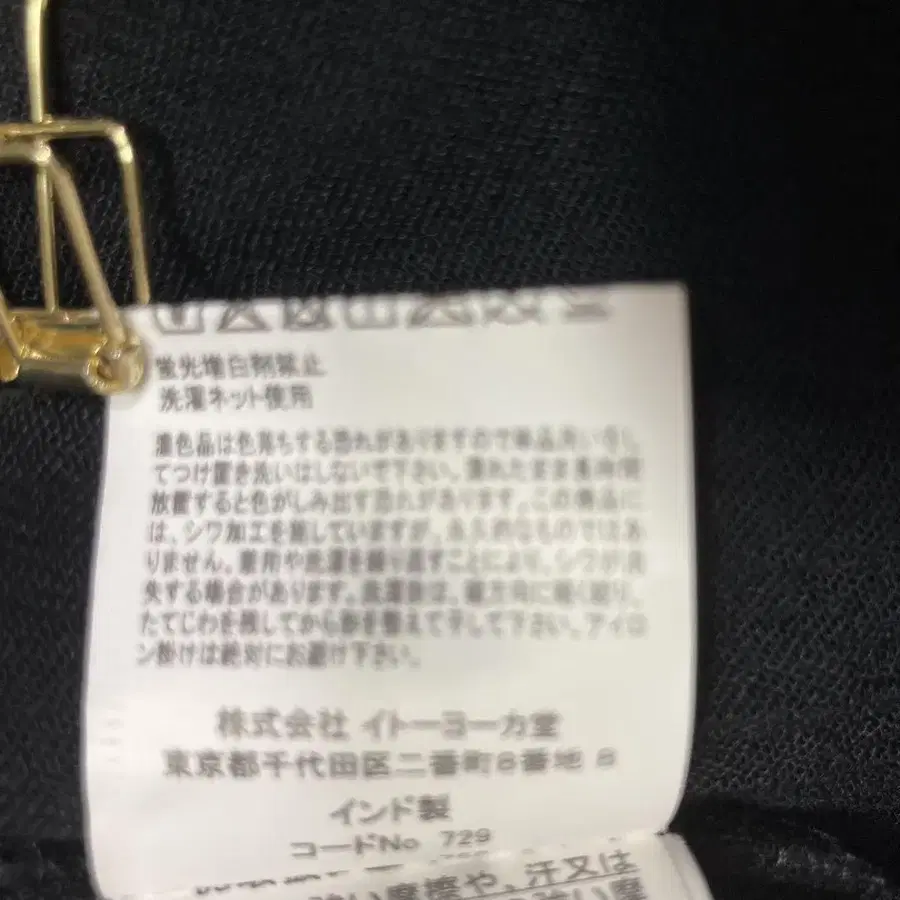 蛍光増白剤禁止
洗濯ネット使用
濃色品は色落ちする恐れがありますので単品洗いをし
てつけ置き洗いはしないで下さい。濡れたまま長時間
放置すると色がしみ出す恐れがあります。この商品に
は、シワ加工を施していますが、永久的なものではあ
りません。着用や洗濯を繰り返すことにより、シワが消
失する場合があります。洗濯後は、縦方向に軽く絞り、
たてじわを残してから形を整えて干して下さい。アイロ
ン掛けは絶対にお避け下さい。
株式会社 イトーヨーカ堂
東京都千代田区二番町8番地8
インド製
コードNo 729
摩擦や、汗又は
強い摩